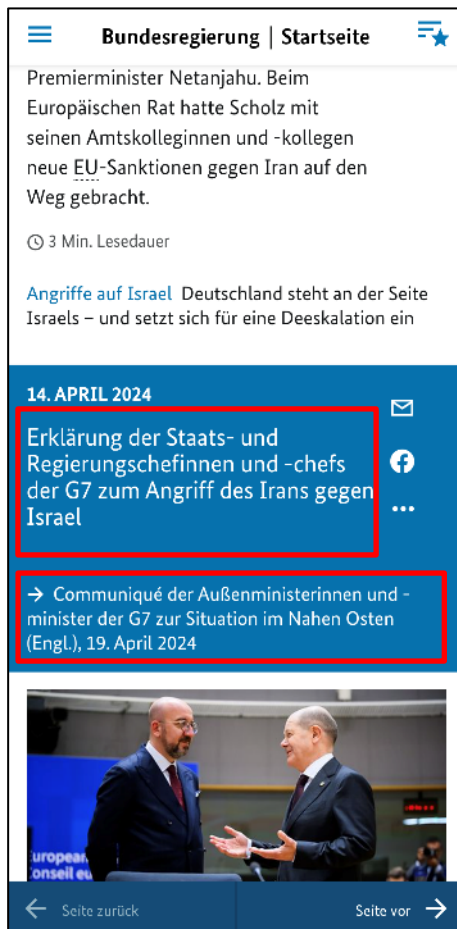 Bundesregierung | Startseite
Premierminister Netanjahu. Beim
Europäischen Rat hatte Scholz mit
seinen Amtskolleginnen und -kollegen
neue EU-Sanktionen gegen Iran auf den
Weg gebracht.
3 Min. Lesedauer
Angriffe auf Israel Deutschland steht an der Seite
Israels – und setzt sich für eine Deeskalation ein
14. APRIL 2024
Erklärung der Staats- und
Regierungschefinnen und -chefs
der G7 zum Angriff des Irans gegen
Israel
→ Communiqué der Außenministerinnen und -
minister der G7 zur Situation im Nahen Osten
(Engl.), 19. April 2024
European
Conseil eu
← Seite zurück
Seite vor →